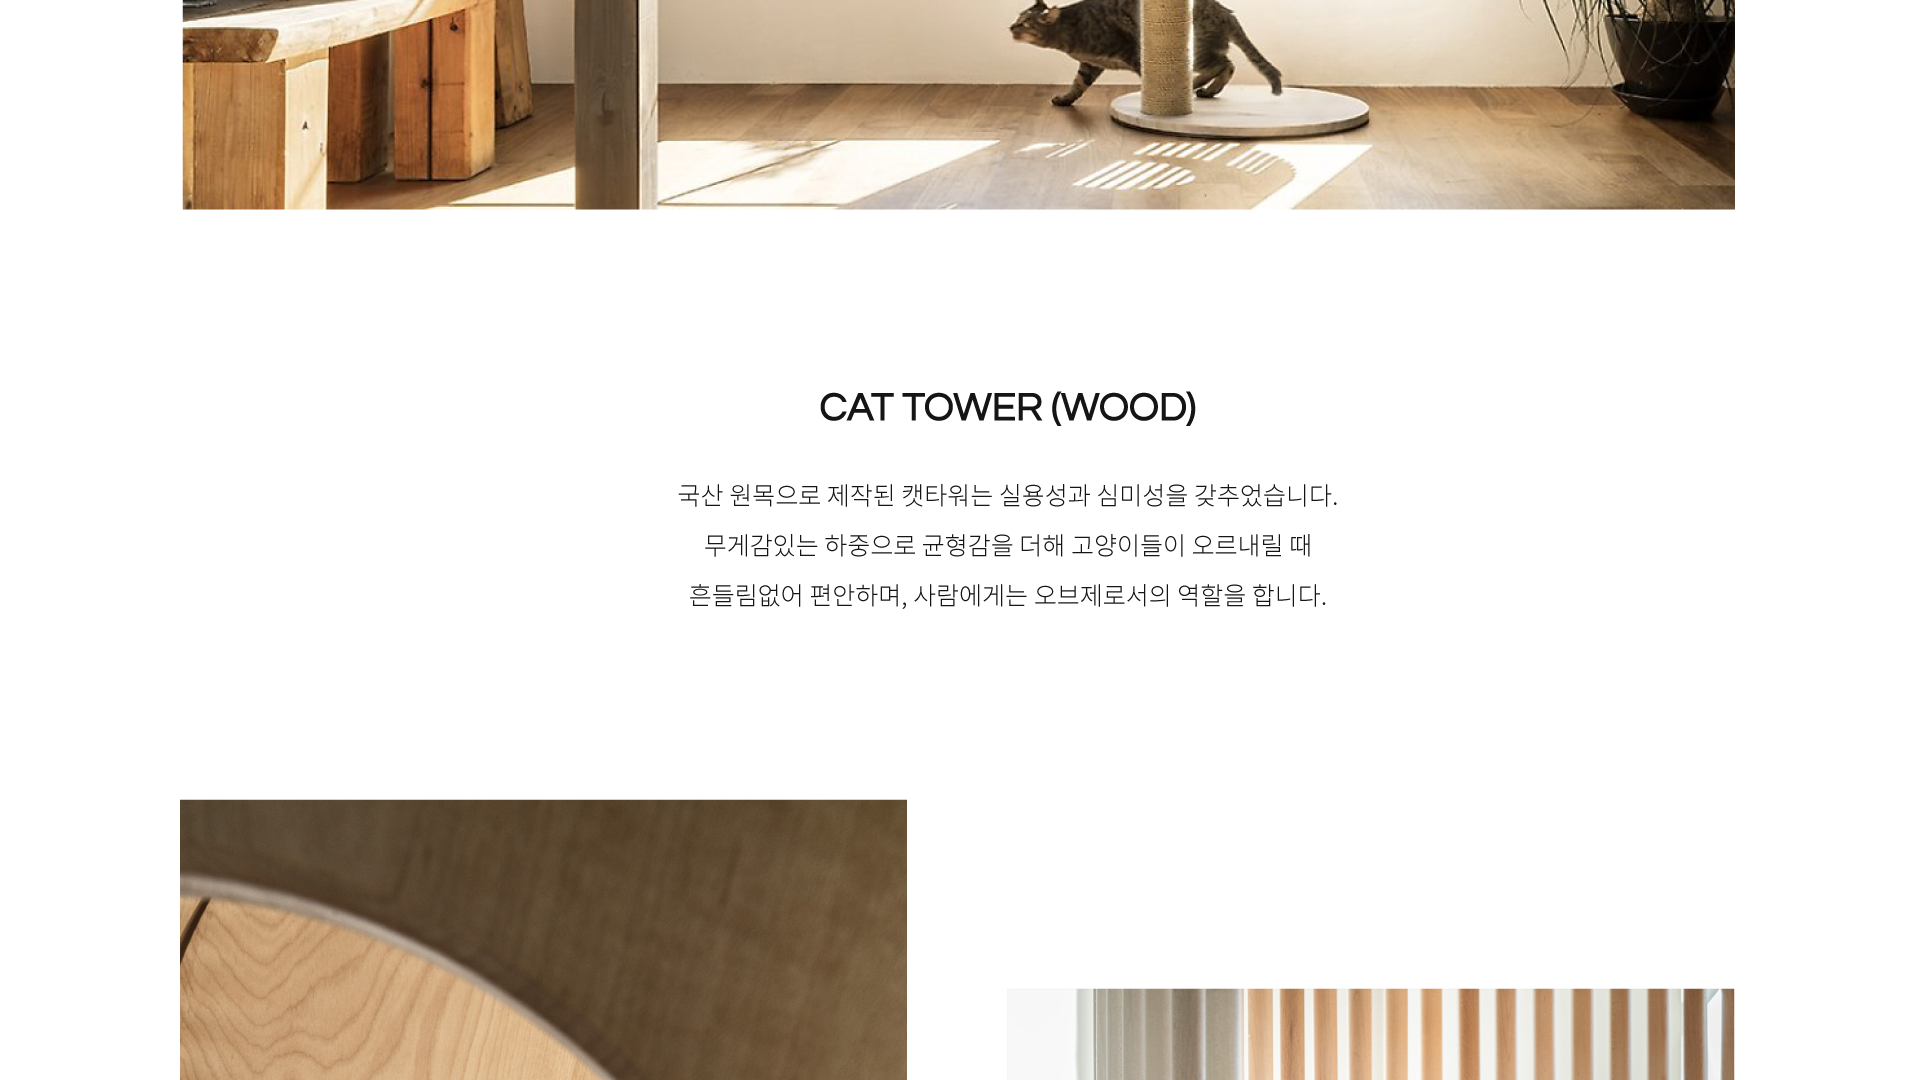 CAT TOWER (WOOD)
국산 원목으로 제작된 캣타워는 실용성과 심미성을 갖추었습니다.
무게감있는 하중으로 균형감을 더해 고양이들이 오르내릴 때
흔들림없어 편안하며, 사람에게는 오브제로서의 역할을 합니다.